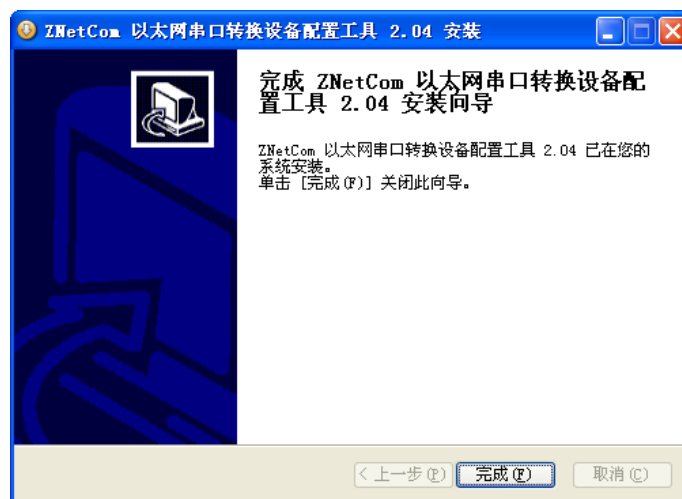 ZNetCom 以太网串口转换设备配置工具 2.04 安装
完成 ZNetCom 以太网串口转换设备配
置工具 2.04 安装向导
ZNetCom 以太网串口转换设备配置工具 2.04 已在您的
系统安装。
单击 [完成(F)] 关闭此向导。
< 上一步(P) 完成(F) 取消(C)